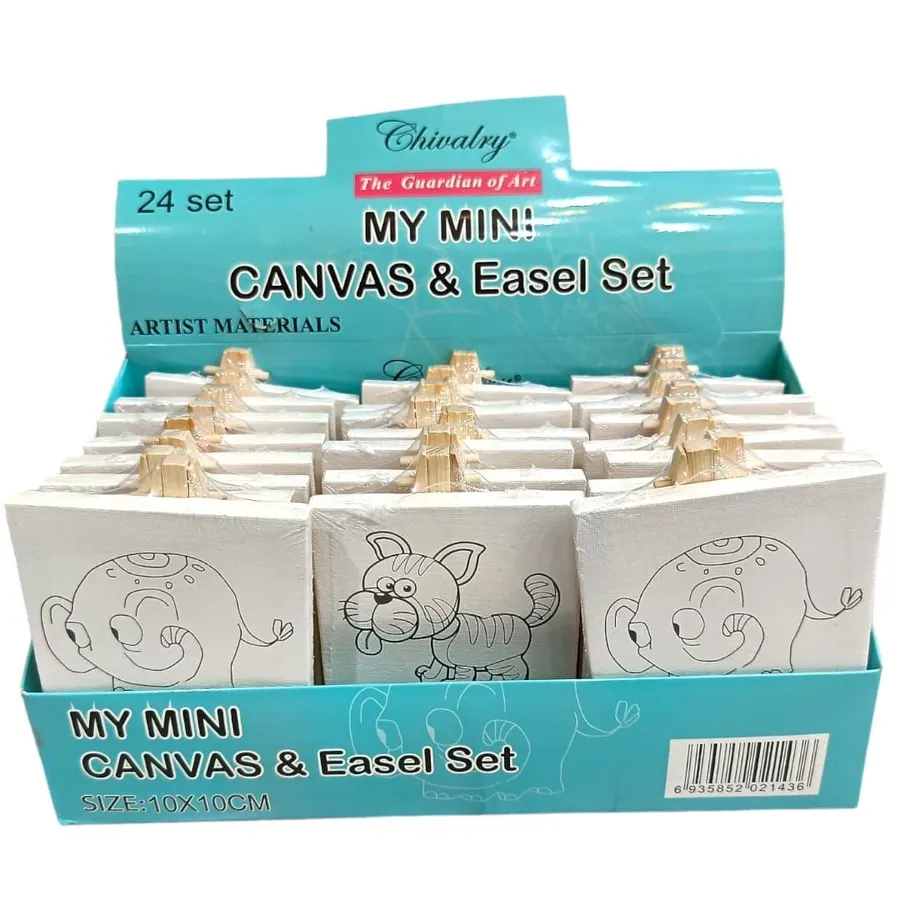 Chivalry®
The Guardian of Art
24 set
MY MINI
CANVAS & Easel Set
ARTIST MATERIALS
Chivalry
MY MINI
CANVAS & Easel Set
SIZE:10X10CM
6 935852 021436